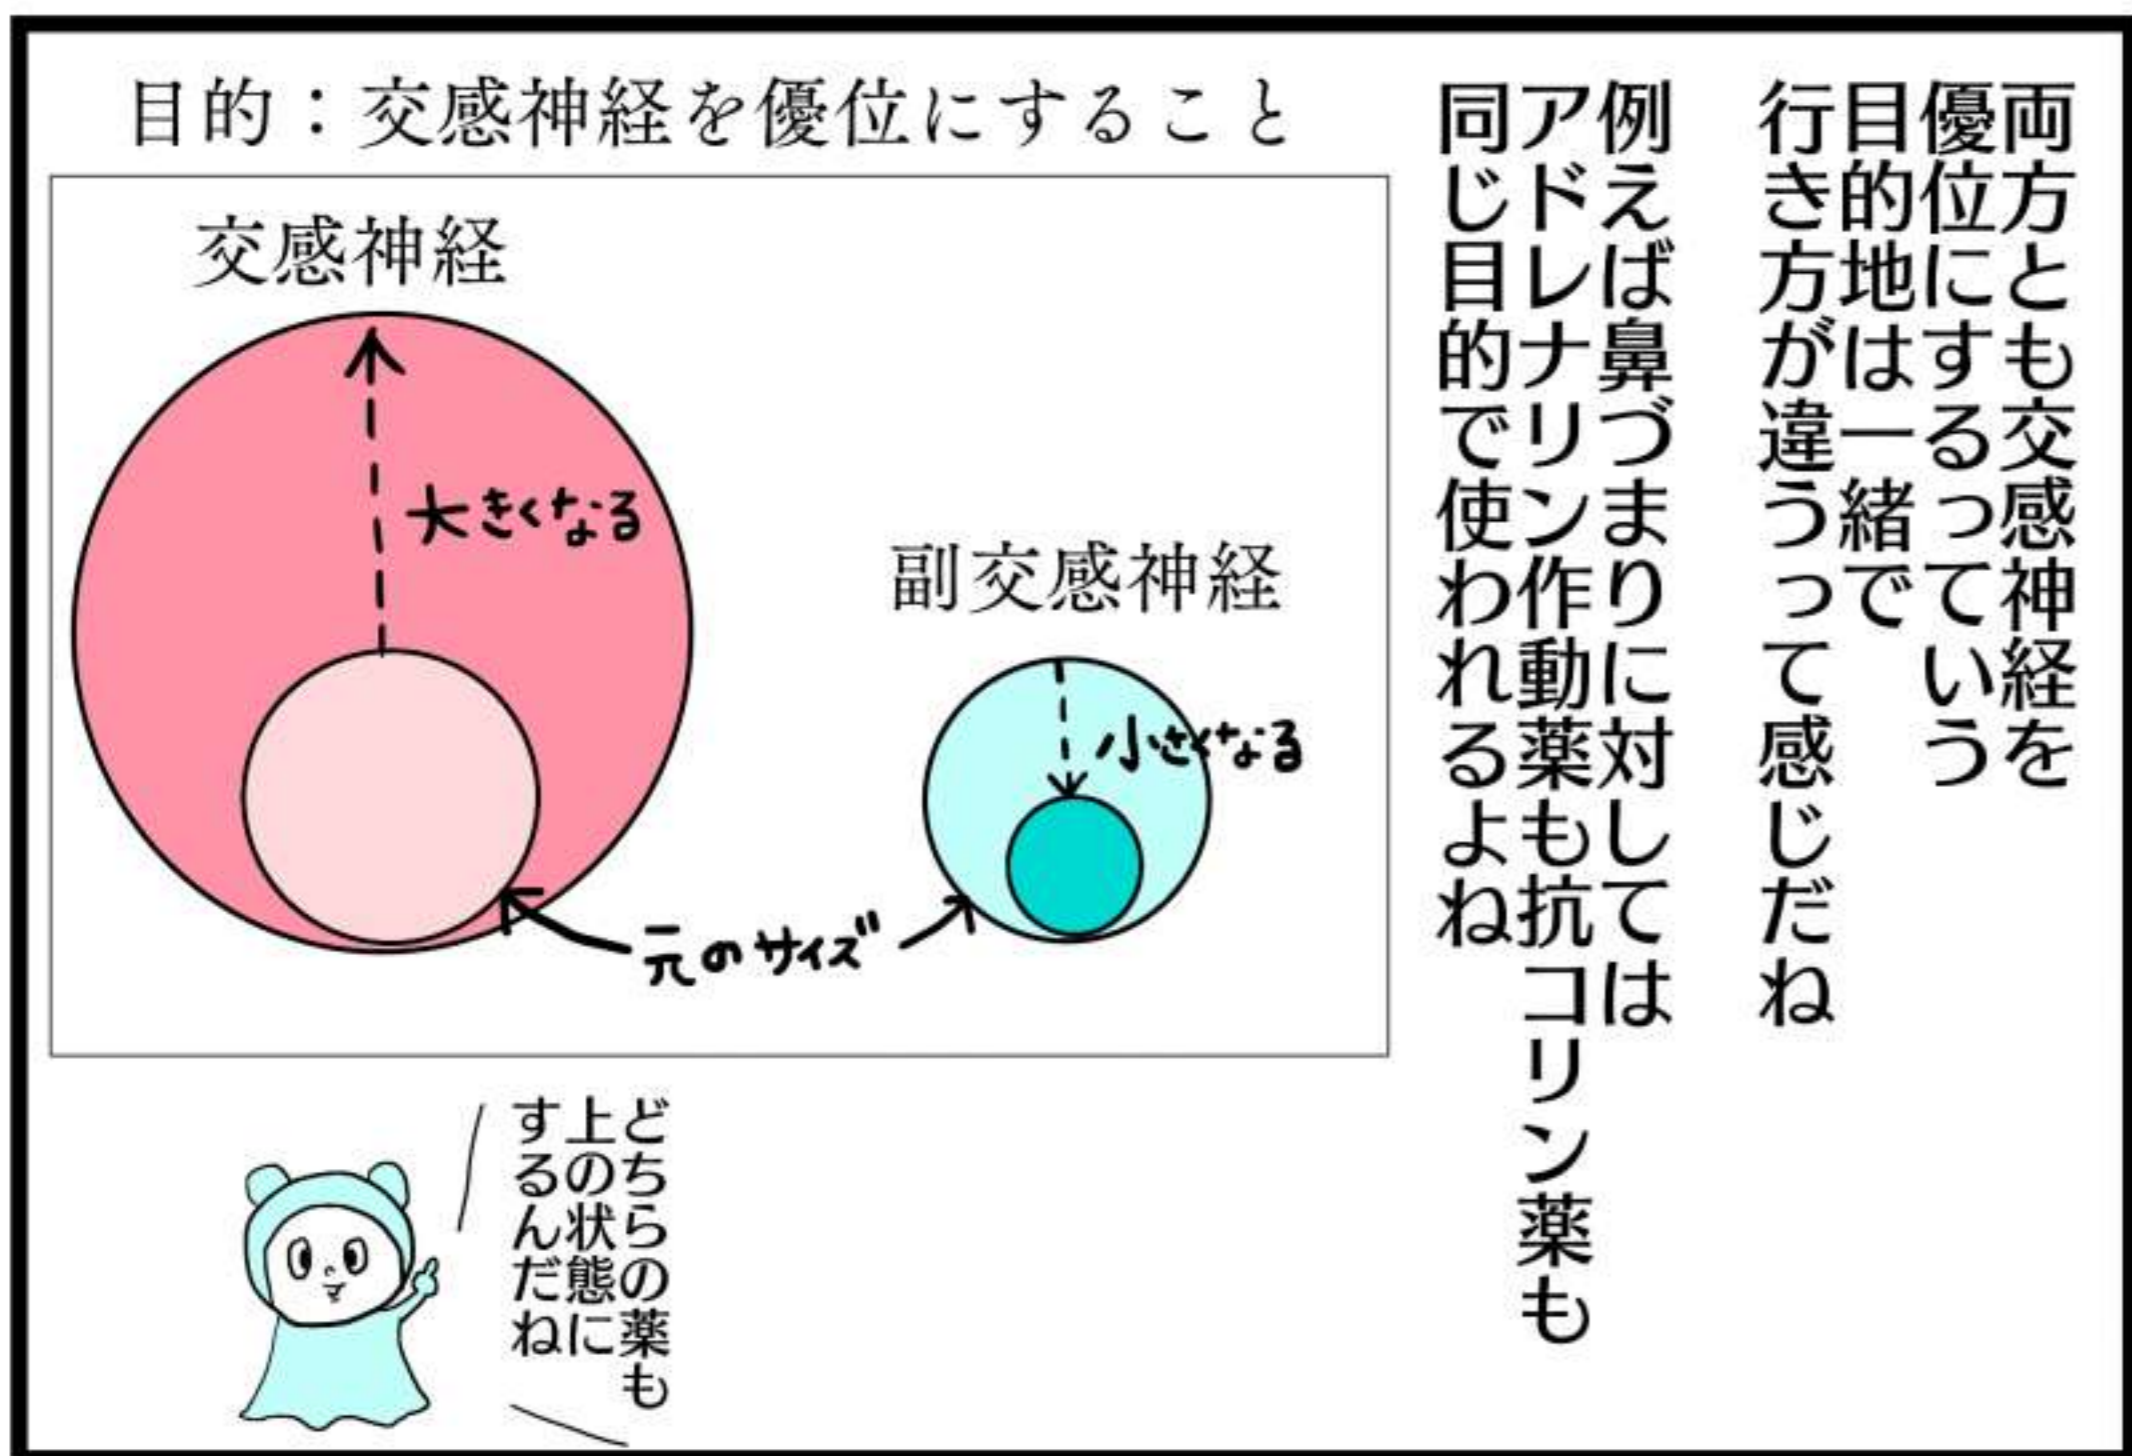 両方とも交感神経を
優位にするっていう
目的地は一緒で
行き方が違うって感じだね
例えば鼻づまりに対しては
アドレナリン作動薬も抗コリン薬も
同じ目的で使われるよね
目的：交感神経を優位にすること
交感神経
大きくなる
副交感神経
小さくなる
元のサイズ
どちらの薬も
上の状態に
するんだね